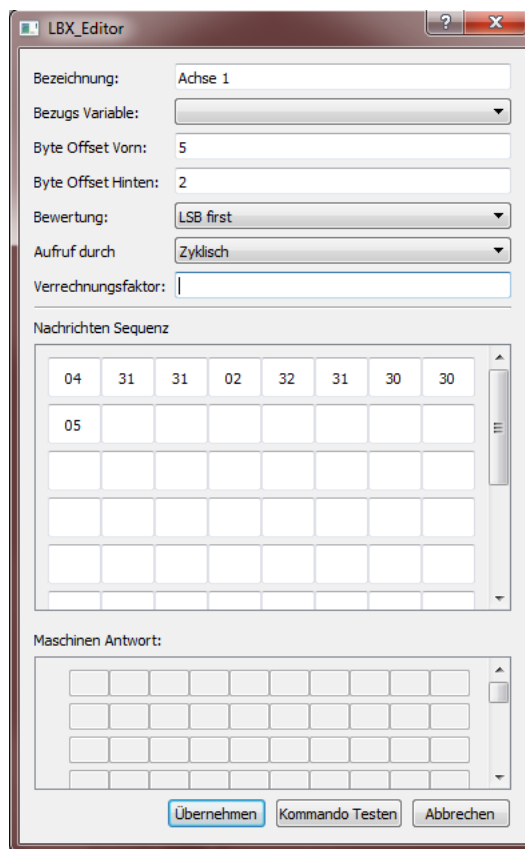 LBX_Editor
Bezeichnung: Achse 1
Bezugs Variable:
Byte Offset Vorn: 5
Byte Offset Hinten: 2
Bewertung: LSB first
Aufruf durch Zyklisch
Verrechnungsfaktor:
Nachrichten Sequenz
04 31 31 02 32 31 30 30
05
Maschinen Antwort:
Übernehmen Kommando Testen Abbrechen